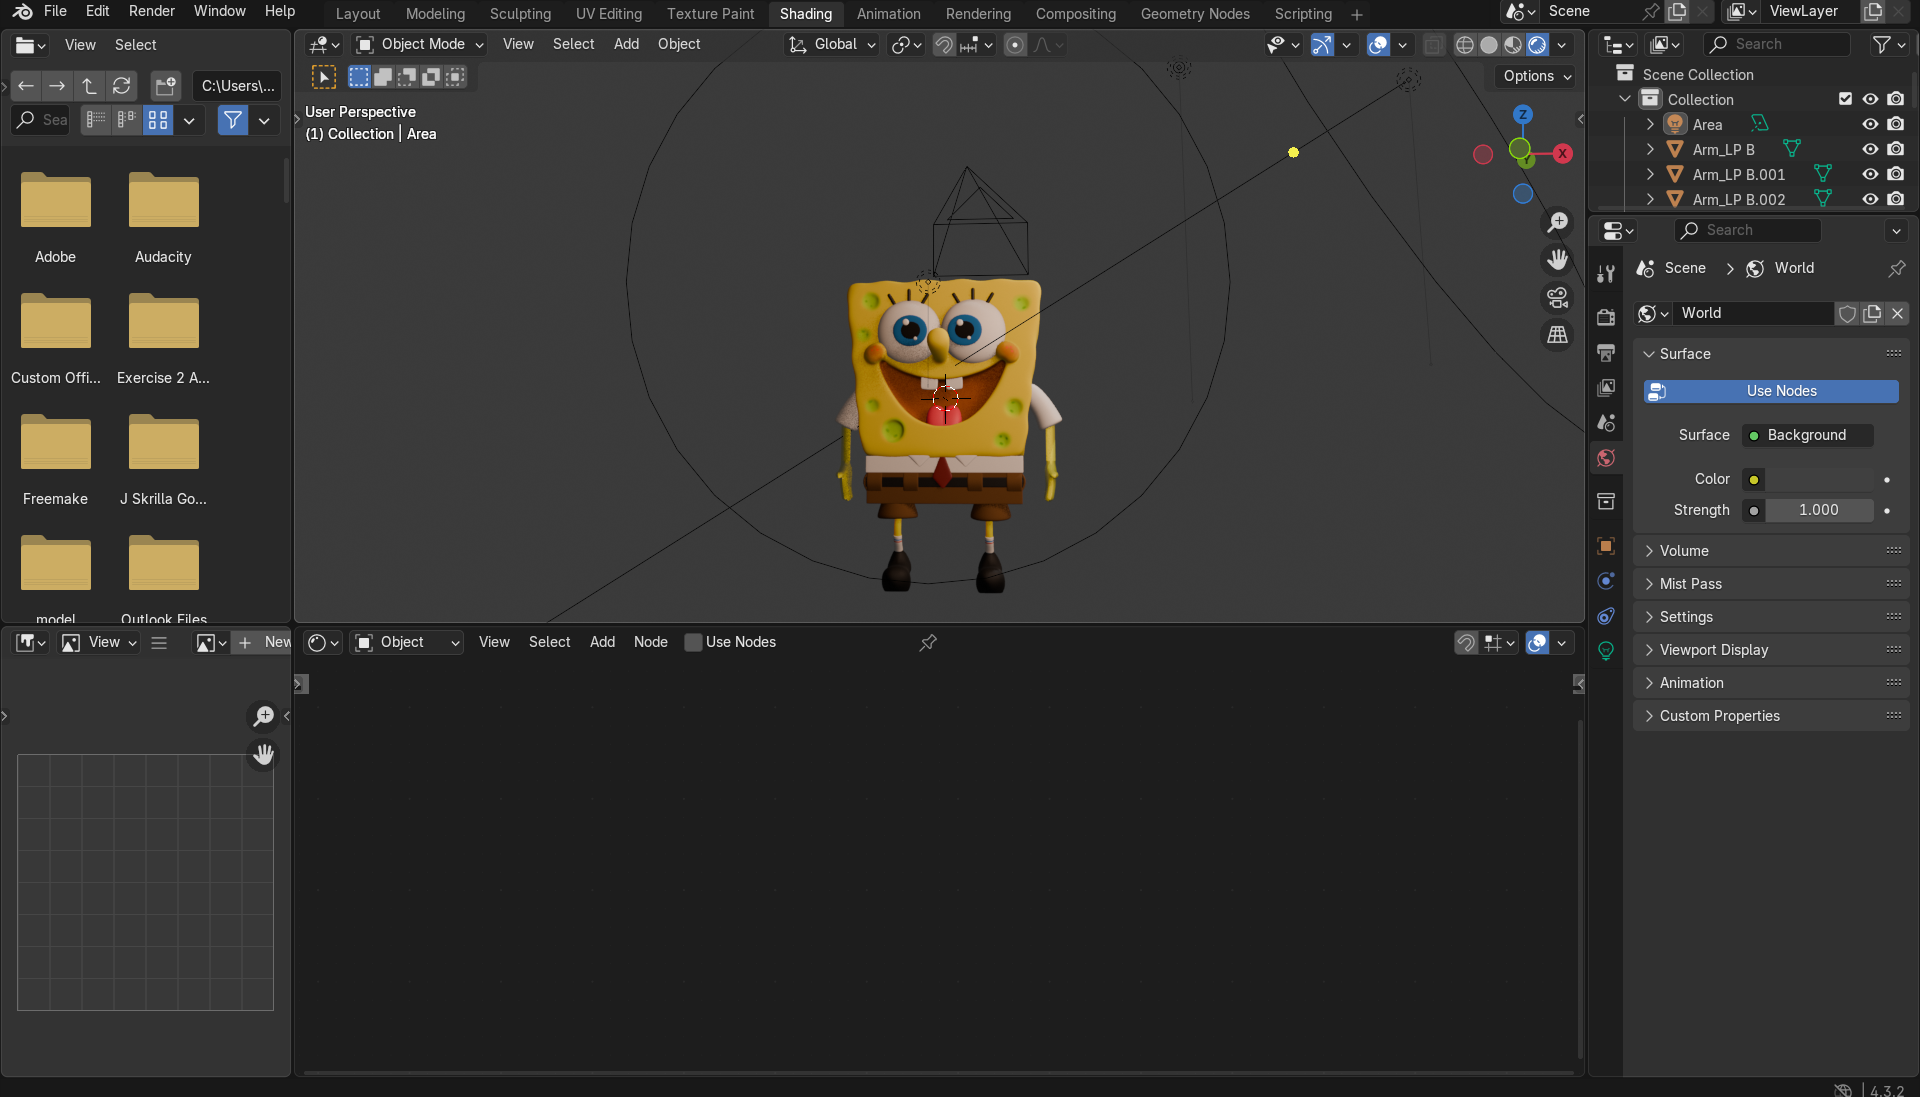 File Edit Render Window Help
Layout Modeling Sculpting UV Editing Texture Paint Shading Animation Rendering Compositing Geometry Nodes Scripting
Scene
ViewLayer
View Select
Object Mode View Select Add Object Global
Search
C:\Users\...
Options
Sea
User Perspective
(1) Collection | Area
Z
X
Y
Scene Collection
Collection
Area
Arm_LP B
Arm_LP B.001
Arm_LP B.002
Adobe Audacity
Custom Offi... Exercise 2 A...
Freemake J Skrilla Go...
model Outlook Files
Search
Scene World
World
Surface
Use Nodes
Surface Background
Color
Strength 1.000
Volume
Mist Pass
Settings
Viewport Display
Animation
Custom Properties
View New
Object View Select Add Node Use Nodes
4.3.2